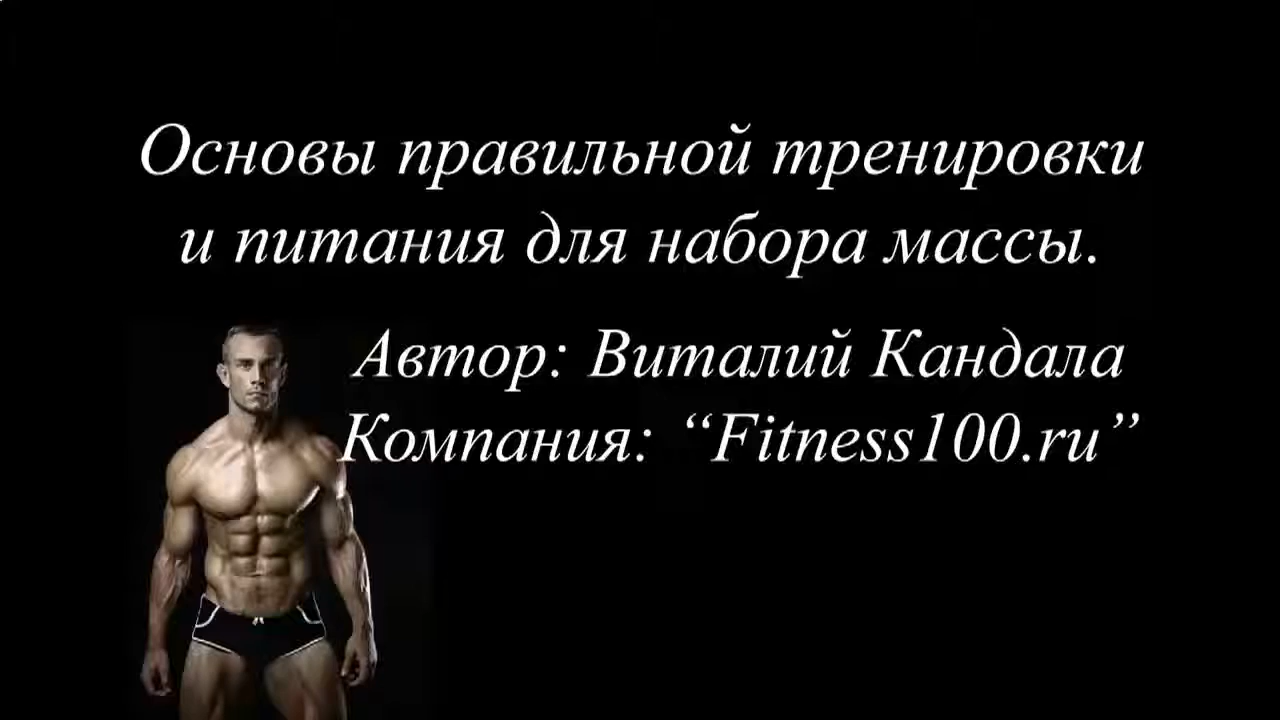 Основы правильной тренировки
и питания для набора массы.
Автор: Виталий Кандала
Компания: “Fitness100.ru”